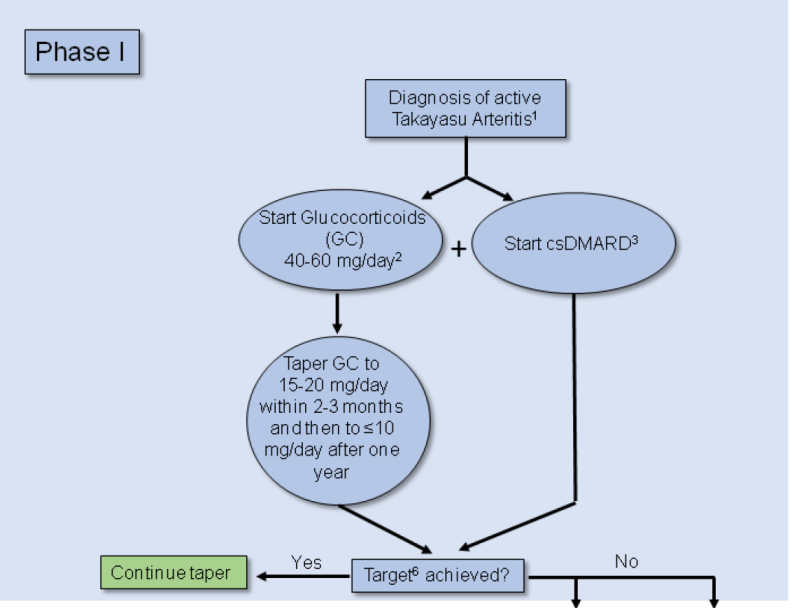 Phase I
Diagnosis of active
Takayasu Arteritis¹
Start Glucocorticoids
(GC)
40-60 mg/day²
+
Start csDMARD³
Taper GC to
15-20 mg/day
within 2-3 months
and then to ≤10
mg/day after one
year
Continue taper
Yes
Target⁶ achieved?
No